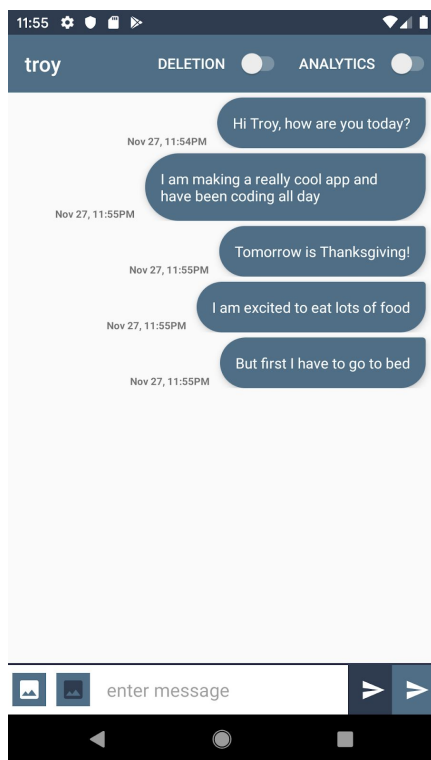 11:55
troy DELETION ANALYTICS
Hi Troy, how are you today?
Nov 27, 11:54PM
I am making a really cool app and
have been coding all day
Nov 27, 11:55PM
Tomorrow is Thanksgiving!
Nov 27, 11:55PM
I am excited to eat lots of food
Nov 27, 11:55PM
But first I have to go to bed
Nov 27, 11:55PM
enter message